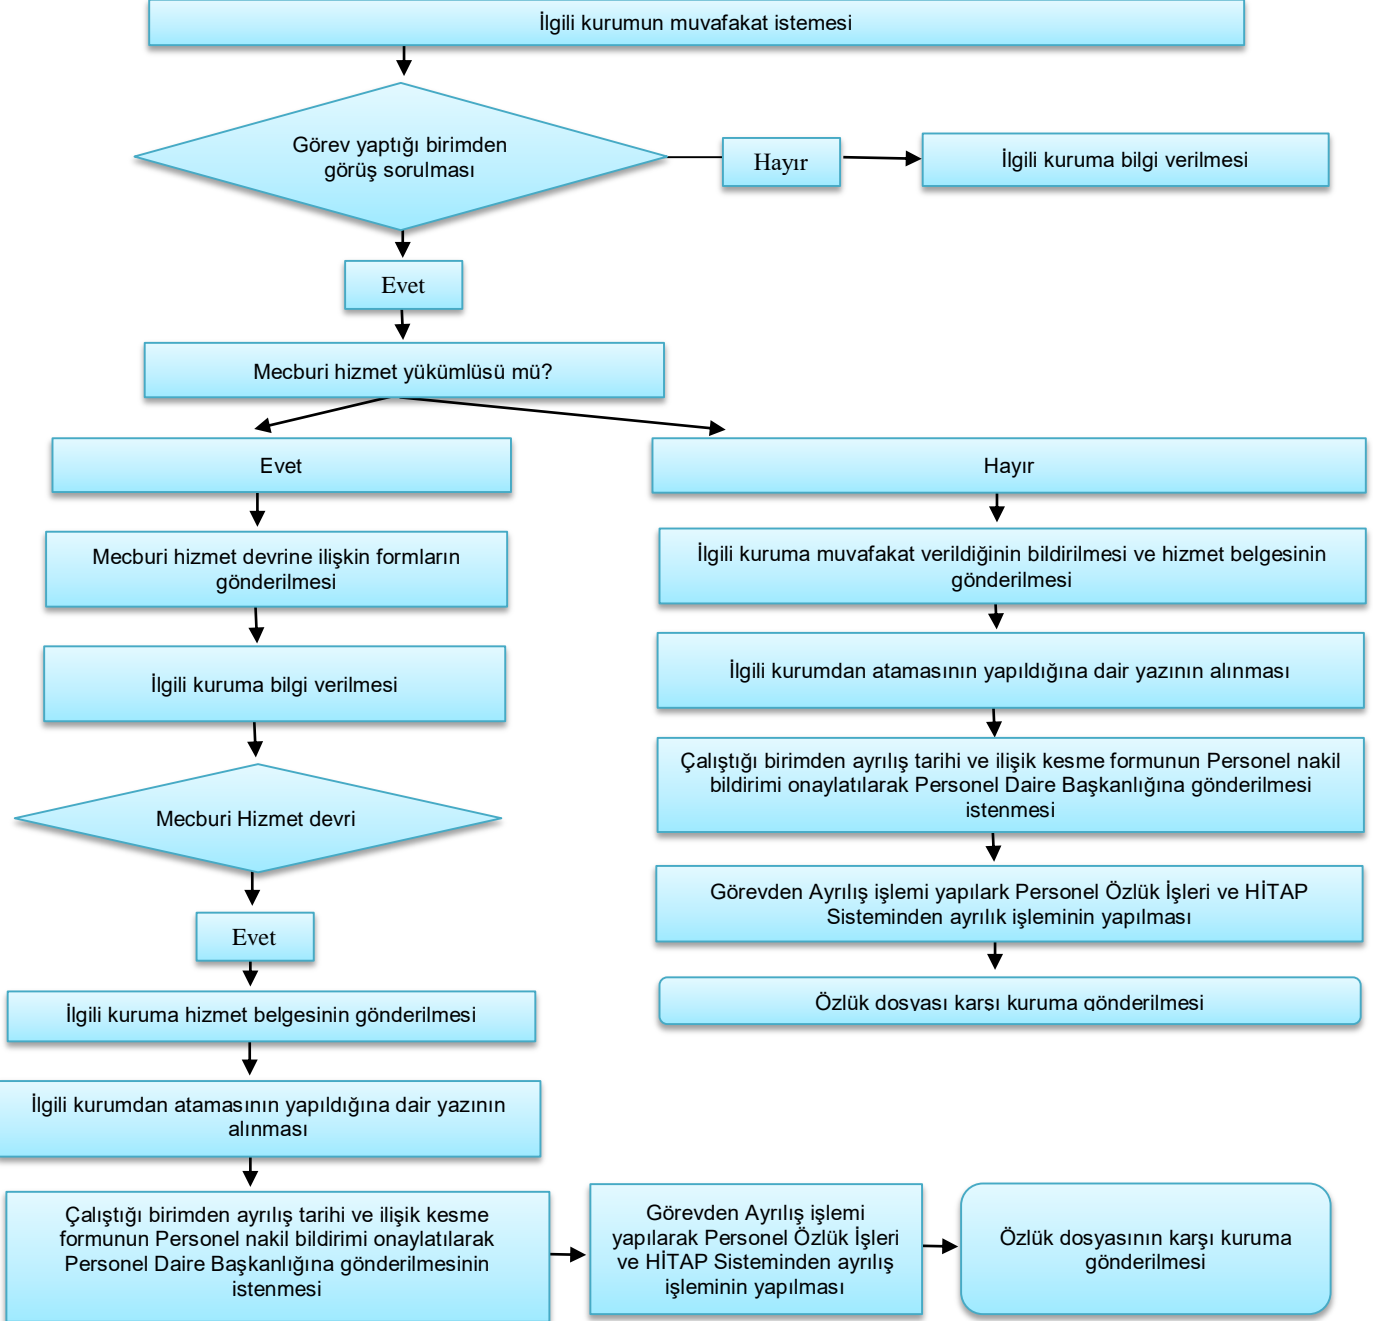 İlgili kurumun muvafakat istemesi
Görev yaptığı birimden
görüş sorulması
Hayır
İlgili kuruma bilgi verilmesi
Evet
Mecburi hizmet yükümlüsü mü?
Evet
Hayır
Mecburi hizmet devrine ilişkin formların
gönderilmesi
İlgili kuruma bilgi verilmesi
Mecburi Hizmet devri
Evet
İlgili kuruma hizmet belgesinin gönderilmesi
İlgili kurumdan atamasının yapıldığına dair yazının
alınması
Çalıştığı birimden ayrılış tarihi ve ilişik kesme
formunun Personel nakil bildirimi onaylatılarak
Personel Daire Başkanlığına gönderilmesinin
istenmesi
Görevden Ayrılış işlemi
yapılarak Personel Özlük İşleri
ve HİTAP Sisteminden ayrılış
işleminin yapılması
Özlük dosyasının karşı kuruma
gönderilmesi
İlgili kuruma muvafakat verildiğinin bildirilmesi ve hizmet belgesinin
gönderilmesi
İlgili kurumdan atamasının yapıldığına dair yazının alınması
Çalıştığı birimden ayrılış tarihi ve ilişik kesme formunun Personel nakil
bildirimi onaylatılarak Personel Daire Başkanlığına gönderilmesi
istenmesi
Görevden Ayrılış işlemi yapılark Personel Özlük İşleri ve HİTAP
Sisteminden ayrılık işleminin yapılması
Özlük dosyası karşı kuruma gönderilmesi